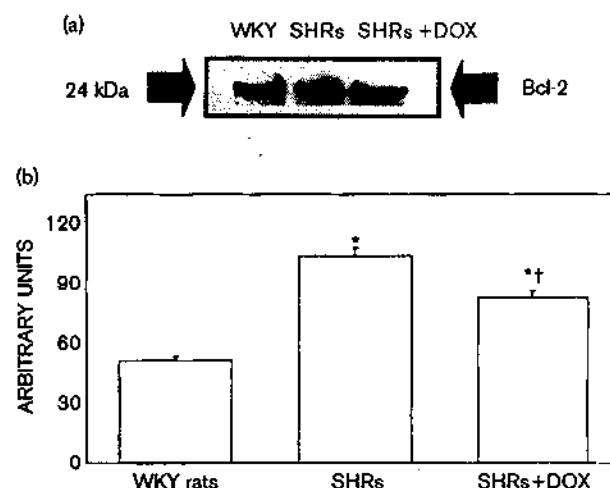 (a)
WKY SHRs SHRs +DOX
24 kDa
Bcl-2
(b)
ARBITRARY UNITS
120
90
60
30
0
*
*†
WKY rats
SHRs
SHRs+DOX